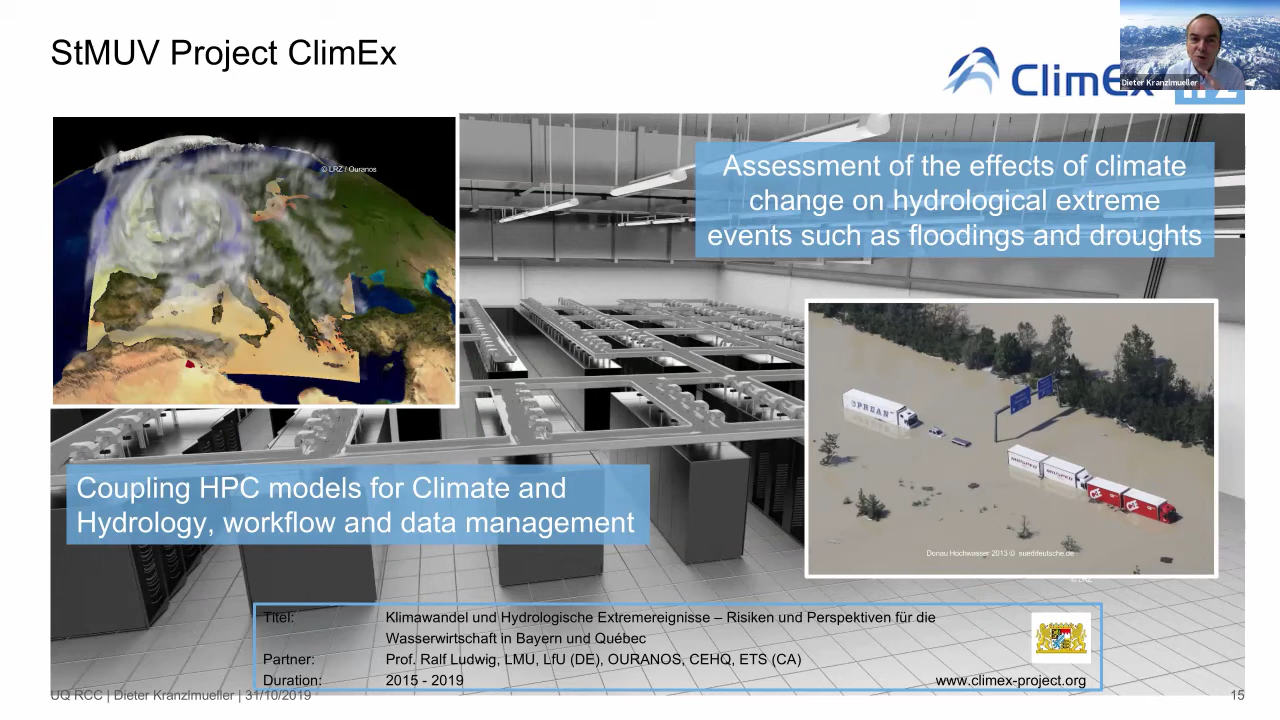 StMUV Project ClimEx
ClimEx
Dieter Kranzlmueller
© LRZ / Ouranos
Assessment of the effects of climate
change on hydrological extreme
events such as floodings and droughts
Coupling HPC models for Climate and
Hydrology, workflow and data management
Donau Hochwasser 2013 © sueddeutsche.de
© LRZ
Titel: Klimawandel und Hydrologische Extremereignisse – Risiken und Perspektiven für die
Wasserwirtschaft in Bayern und Québec
Partner: Prof. Ralf Ludwig, LMU, LfU (DE), OURANOS, CEHQ, ETS (CA)
Duration: 2015 - 2019 www.climex-project.org
UQ RCC | Dieter Kranzlmueller | 31/10/2019 15